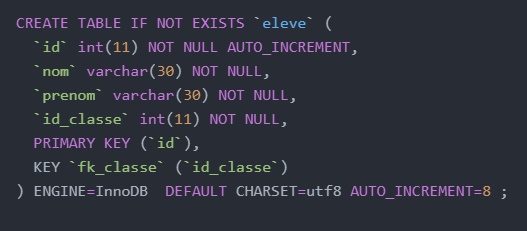 CREATE TABLE IF NOT EXISTS `eleve` (
  `id` int(11) NOT NULL AUTO_INCREMENT,
  `nom` varchar(30) NOT NULL,
  `prenom` varchar(30) NOT NULL,
  `id_classe` int(11) NOT NULL,
  PRIMARY KEY (`id`),
  KEY `fk_classe` (`id_classe`)
) ENGINE=InnoDB  DEFAULT CHARSET=utf8 AUTO_INCREMENT=8 ;